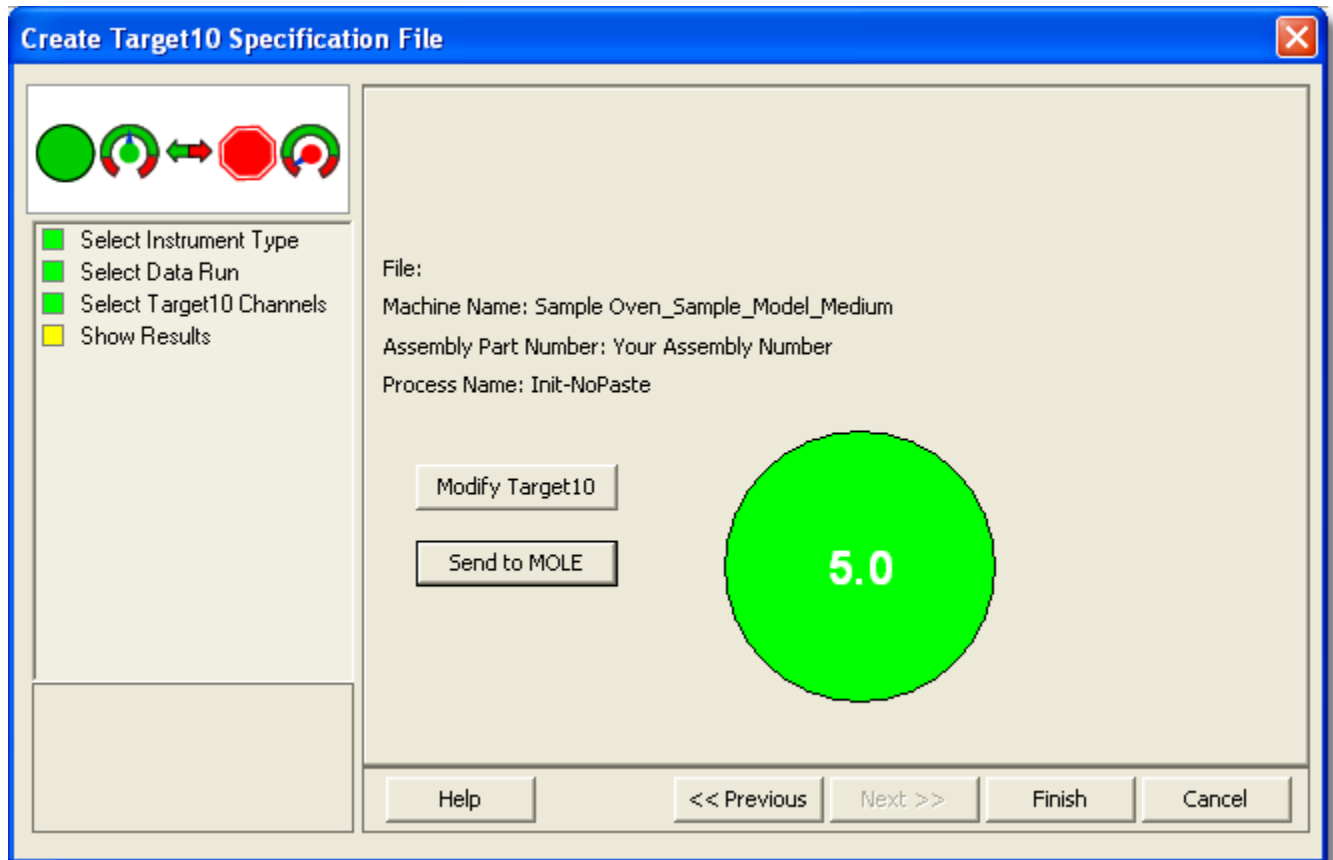 Create Target10 Specification File
Select Instrument Type
Select Data Run
Select Target10 Channels
Show Results
File:
Machine Name: Sample Oven_Sample_Model_Medium
Assembly Part Number: Your Assembly Number
Process Name: Init-NoPaste
Modify Target10
Send to MOLE
5.0
Help
<< Previous
Next >>
Finish
Cancel